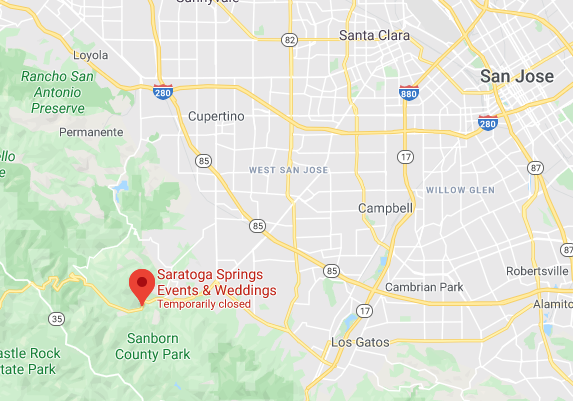 Sunnyvale
82
Santa Clara
Loyola
San Jose
Rancho San
Antonio
Preserve
280
880
Cupertino
280
Permanente
85
17
87
WEST SAN JOSE
WILLOW GLEN
Campbell
85
87
85
Robertsville
Saratoga Springs
Events & Weddings
Temporarily closed
Cambrian Park
Alamito
35
17
Sanborn
County Park
Los Gatos
astle Rock
tate Park
ello
e